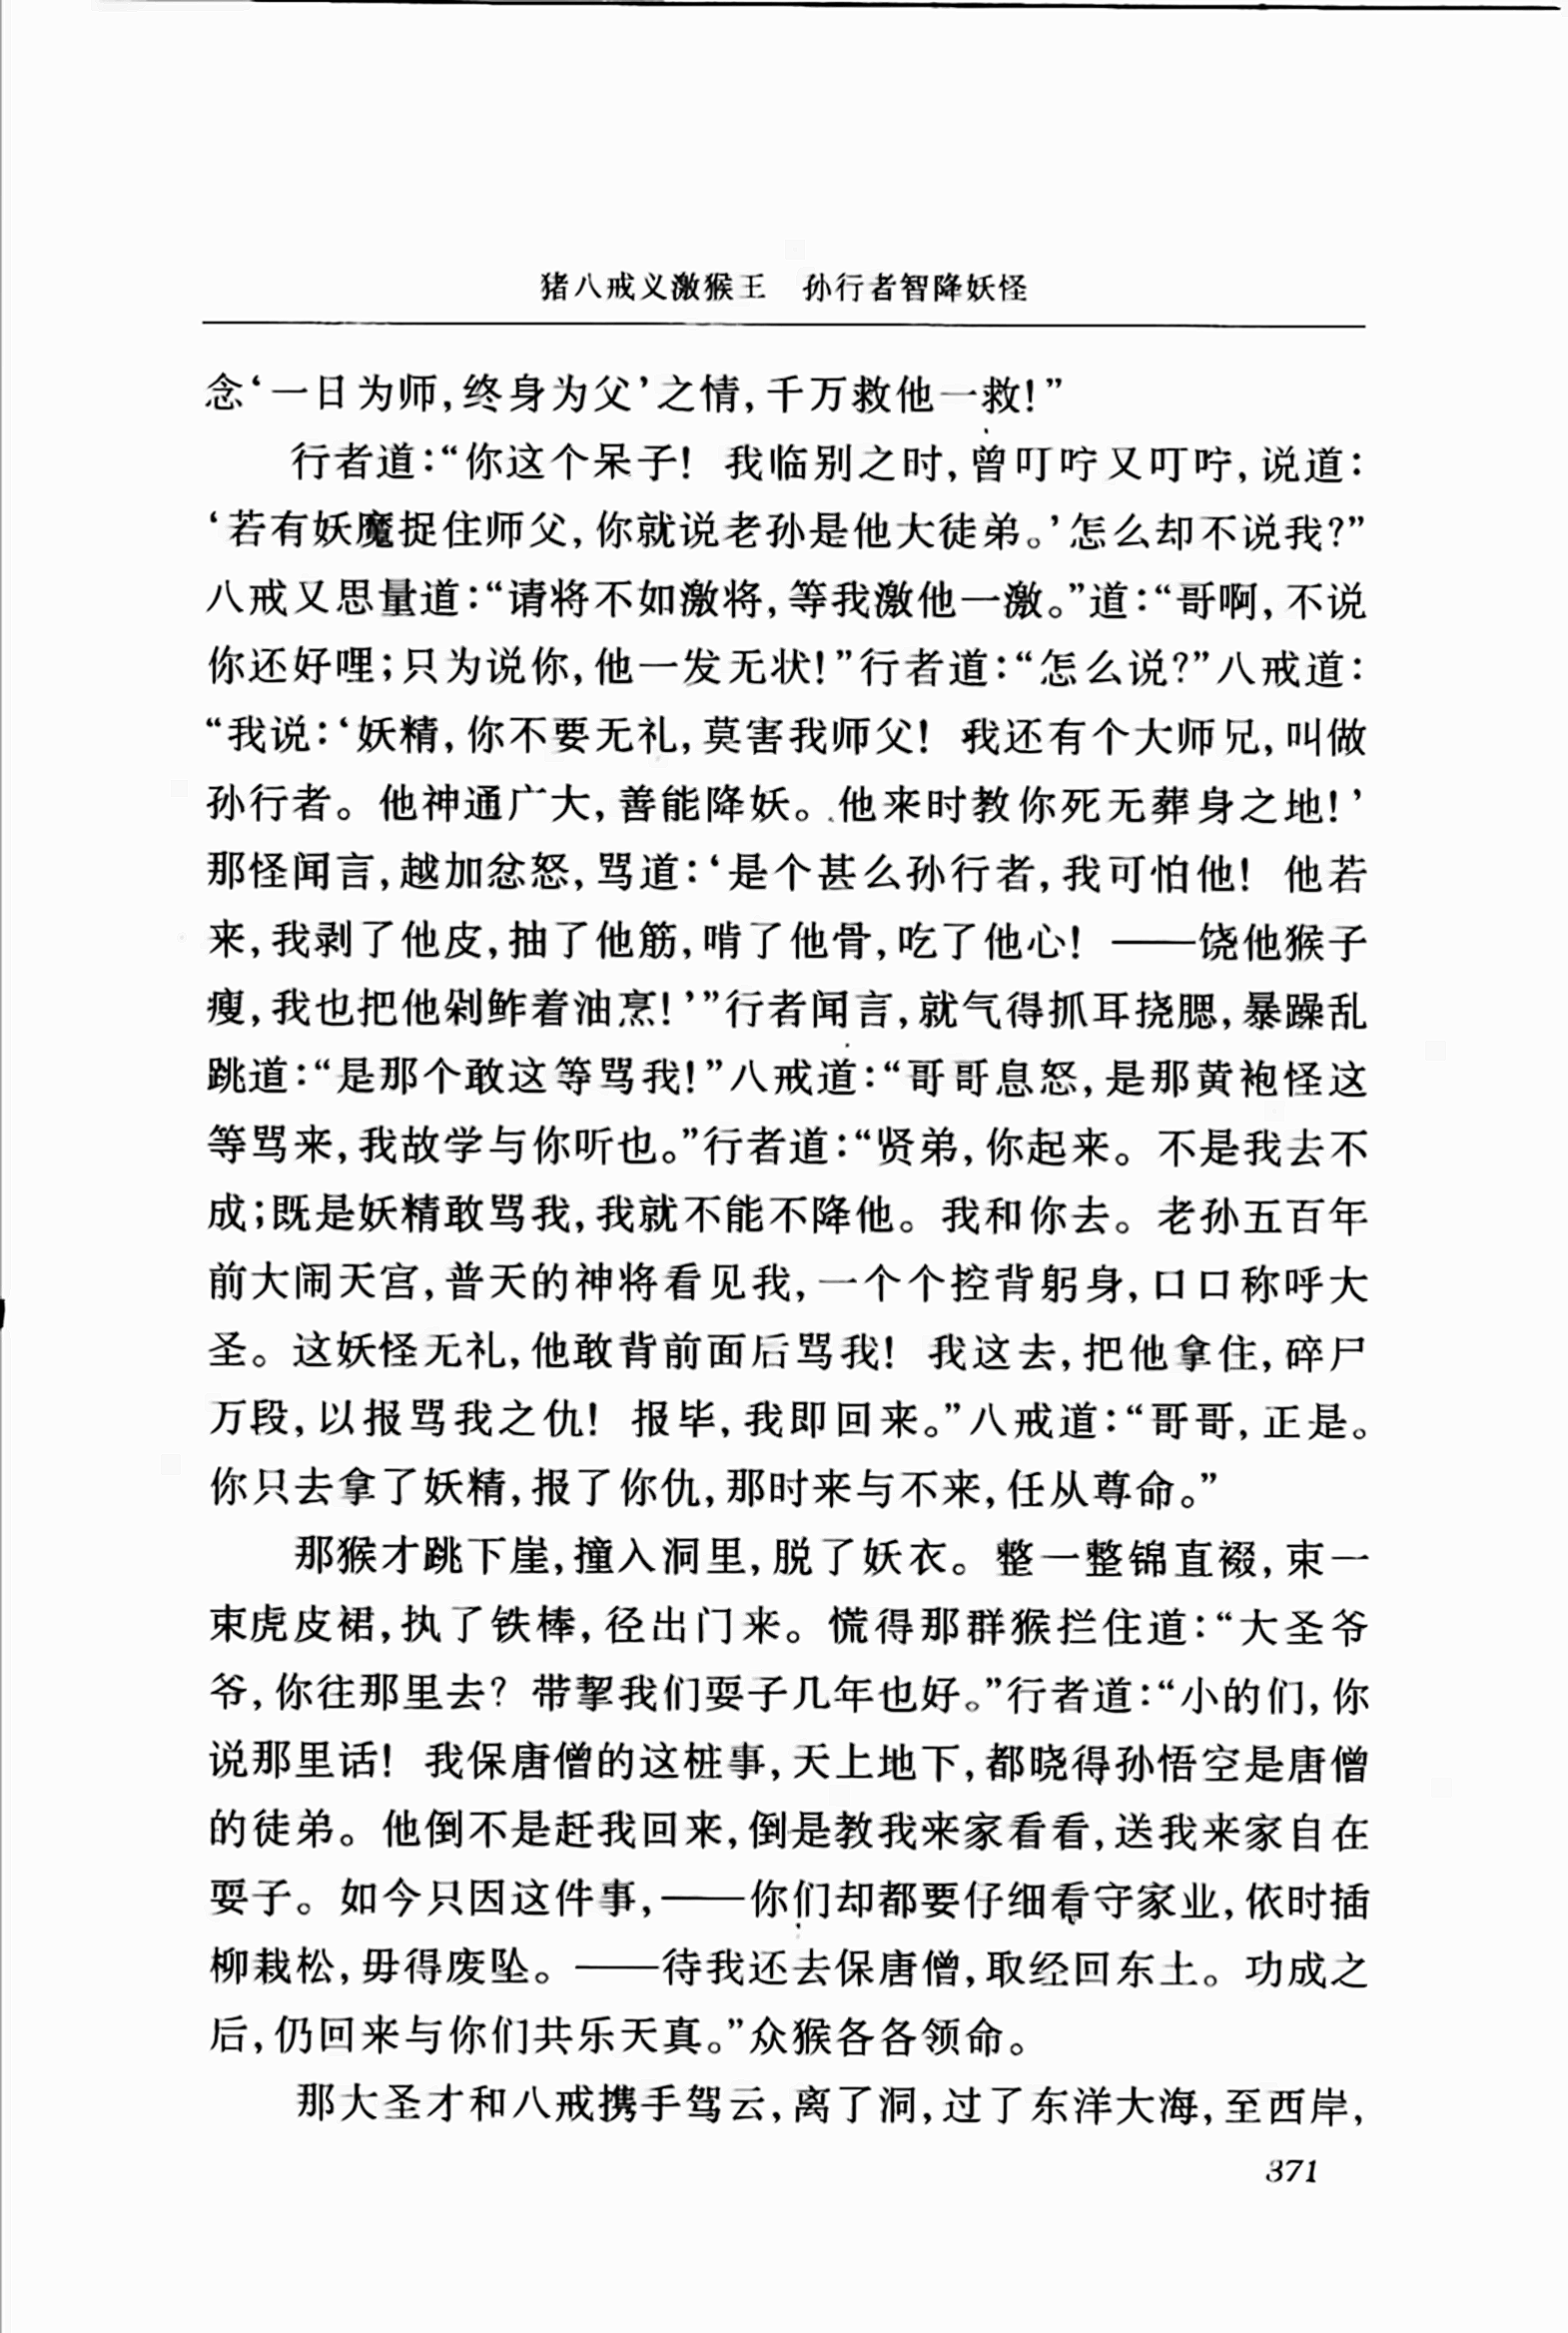 猪八戒义激猴王　孙行者智降妖怪
念‘一日为师,终身为父’之情,千万救他一救!”
行者道:“你这个呆子! 我临别之时,曾叮咛又叮咛,说道:
‘若有妖魔捉住师父,你就说老孙是他大徒弟。’怎么却不说我?”
八戒又思量道:“请将不如激将,等我激他一激。”道:“哥啊,不说
你还好哩;只为说你,他一发无状!”行者道:“怎么说?”八戒道:
“我说:‘妖精,你不要无礼,莫害我师父! 我还有个大师兄,叫做
孙行者。他神通广大,善能降妖。他来时教你死无葬身之地!’
那怪闻言,越加忿怒,骂道:‘是个甚么孙行者,我可怕他! 他若
来,我剥了他皮,抽了他筋,啃了他骨,吃了他心! ——饶他猴子
瘦,我也把他剁鲊着油烹!’”行者闻言,就气得抓耳挠腮,暴躁乱
跳道:“是那个敢这等骂我!”八戒道:“哥哥息怒,是那黄袍怪这
等骂来,我故学与你听也。”行者道:“贤弟,你起来。不是我去不
成;既是妖精敢骂我,我就不能不降他。我和你去。老孙五百年
前大闹天宫,普天的神将看见我,一个个控背躬身,口口称呼大
圣。这妖怪无礼,他敢背前面后骂我! 我这去,把他拿住,碎尸
万段,以报骂我之仇! 报毕,我即回来。”八戒道:“哥哥,正是。
你只去拿了妖精,报了你仇,那时来与不来,任从尊命。”
那猴才跳下崖,撞入洞里,脱了妖衣。整一整锦直裰,束一
束虎皮裙,执了铁棒,径出门来。慌得那群猴拦住道:“大圣爷
爷,你往那里去? 带挈我们耍子几年也好。”行者道:“小的们,你
说那里话! 我保唐僧的这桩事,天上地下,都晓得孙悟空是唐僧
的徒弟。他倒不是赶我回来,倒是教我来家看看,送我来家自在
耍子。如今只因这件事,——你们却都要仔细看守家业,依时插
柳栽松,毋得废坠。——待我还去保唐僧,取经回东土。功成之
后,仍回来与你们共乐天真。”众猴各各领命。
那大圣才和八戒携手驾云,离了洞,过了东洋大海,至西岸,
371